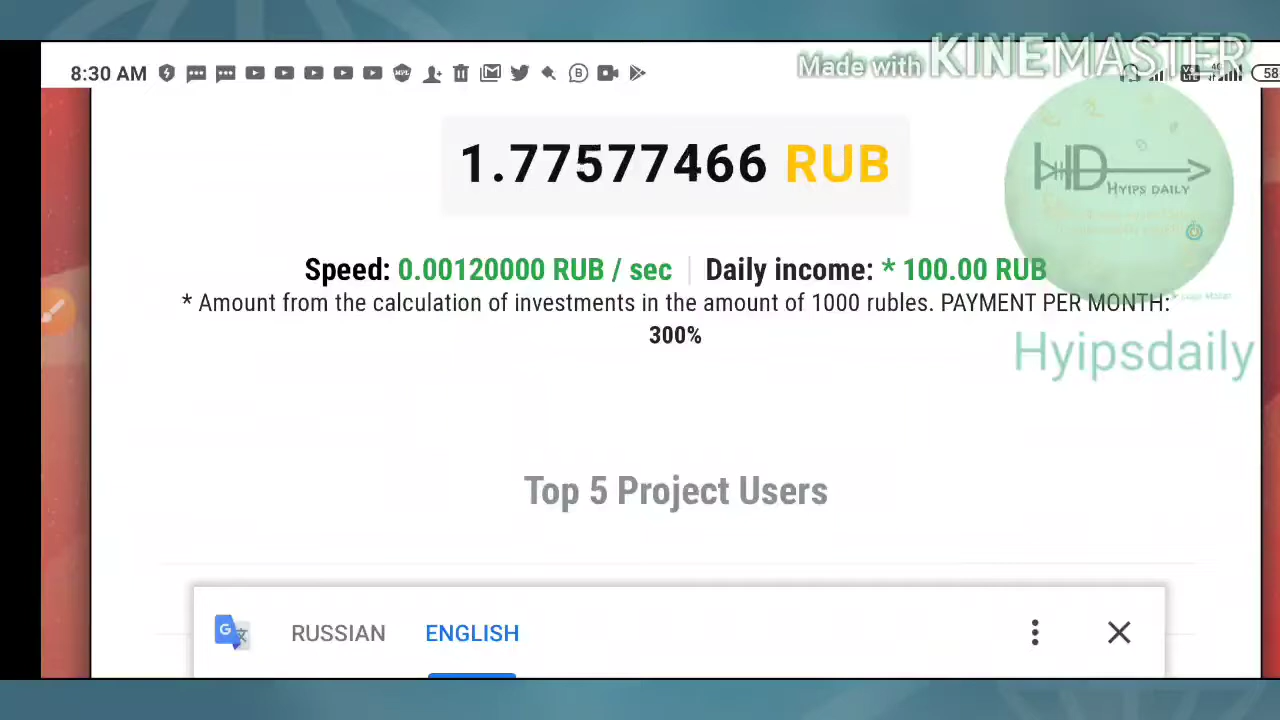 Made with KINEMASTER
8:30 AM
58
1.77577466 RUB
HD
HYIPS DAILY
Speed: 0.00120000 RUB / sec | Daily income: * 100.00 RUB
* Amount from the calculation of investments in the amount of 1000 rubles. PAYMENT PER MONTH:
300%
Hyipsdaily
Top 5 Project Users
RUSSIAN ENGLISH